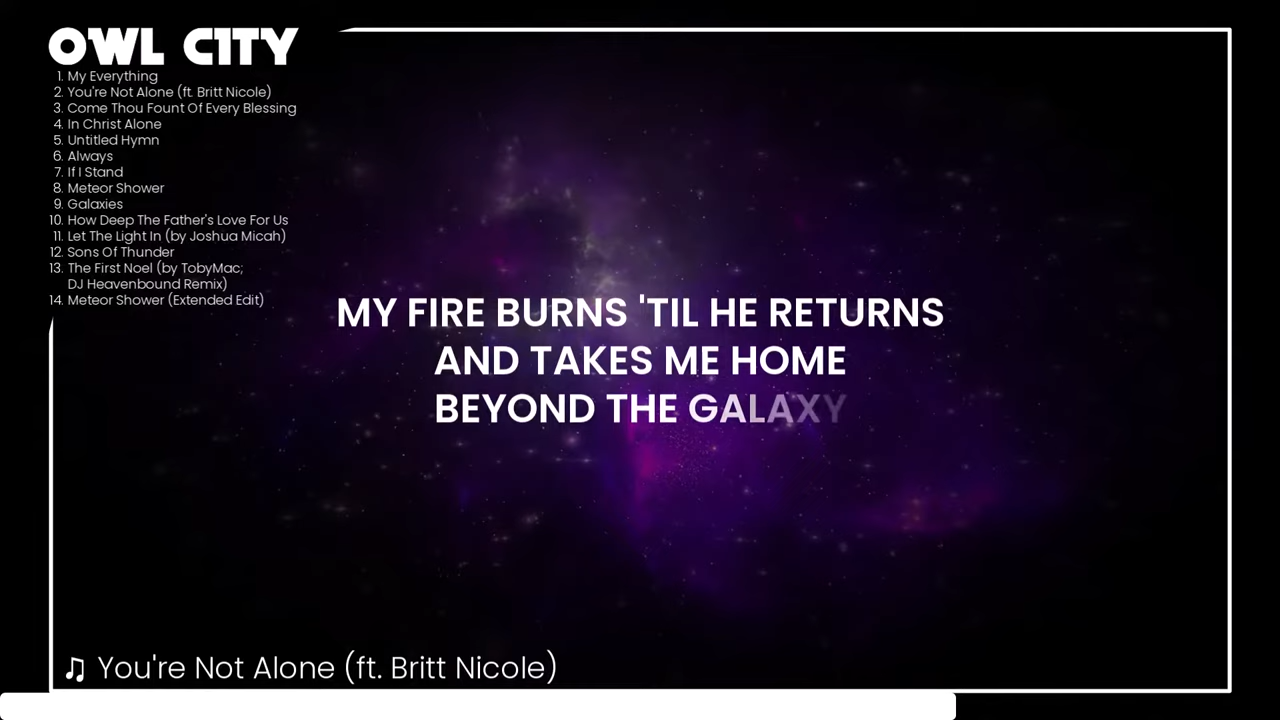 OWL CITY
1. My Everything
2. You're Not Alone (ft. Britt Nicole)
3. Come Thou Fount Of Every Blessing
4. In Christ Alone
5. Untitled Hymn
6. Always
7. If I Stand
8. Meteor Shower
9. Galaxies
10. How Deep The Father's Love For Us
11. Let The Light In (by Joshua Micah)
12. Sons Of Thunder
13. The First Noel (by TobyMac;
DJ Heavenbound Remix)
14. Meteor Shower (Extended Edit)
MY FIRE BURNS 'TIL HE RETURNS
AND TAKES ME HOME
BEYOND THE GALAXY
♫ You're Not Alone (ft. Britt Nicole)